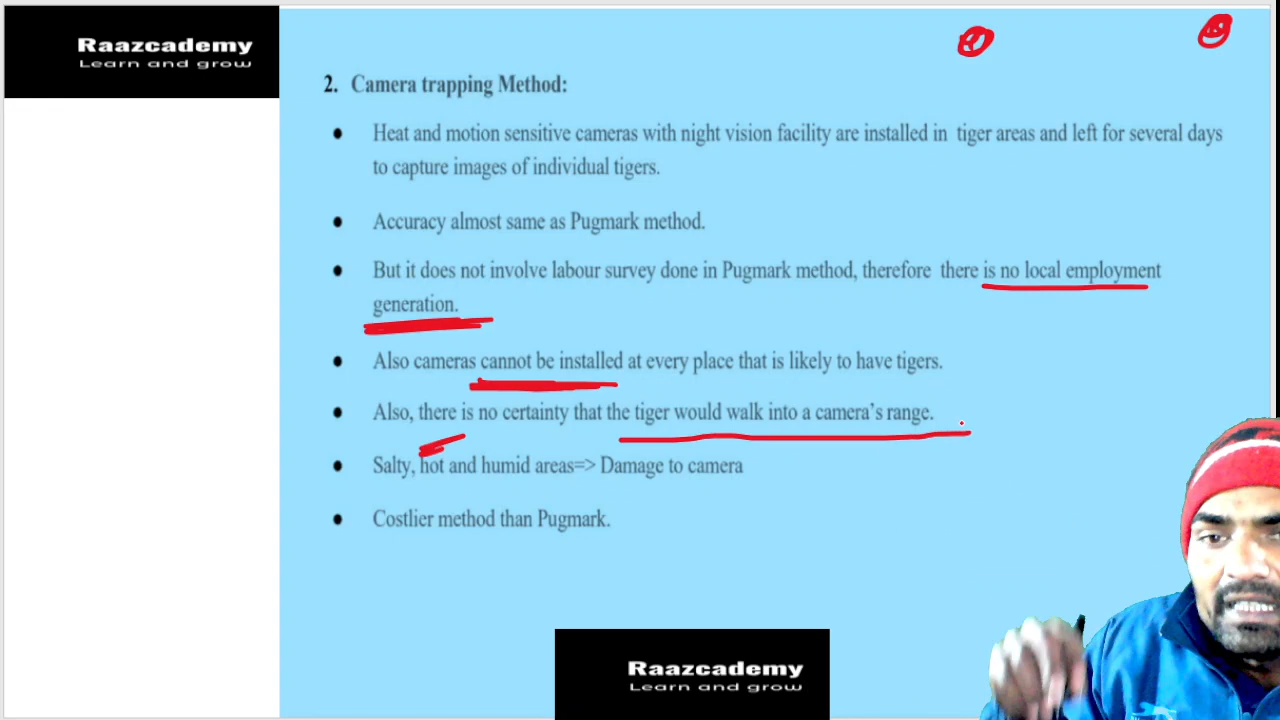 Raazcademy
Learn and grow
2. Camera trapping Method:
● Heat and motion sensitive cameras with night vision facility are installed in tiger areas and left for several days
to capture images of individual tigers.
● Accuracy almost same as Pugmark method.
● But it does not involve labour survey done in Pugmark method, therefore there is no local employment
generation.
● Also cameras cannot be installed at every place that is likely to have tigers.
● Also, there is no certainty that the tiger would walk into a camera's range.
● Salty, hot and humid areas=> Damage to camera
● Costlier method than Pugmark.
Raazcademy
Learn and grow